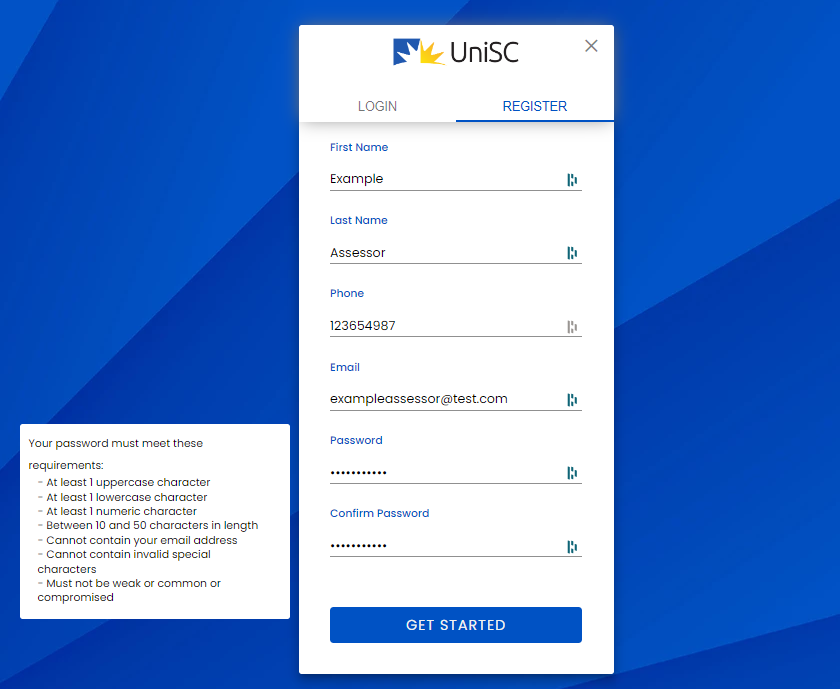 UniSC
LOGIN
REGISTER
First Name
Example
Last Name
Assessor
Phone
123654987
Email
exampleassessor@test.com
Password
•••••••••••
Confirm Password
•••••••••••
GET STARTED
Your password must meet these
requirements:
- At least 1 uppercase character
- At least 1 lowercase character
- At least 1 numeric character
- Between 10 and 50 characters in length
- Cannot contain your email address
- Cannot contain invalid special
characters
- Must not be weak or common or
compromised